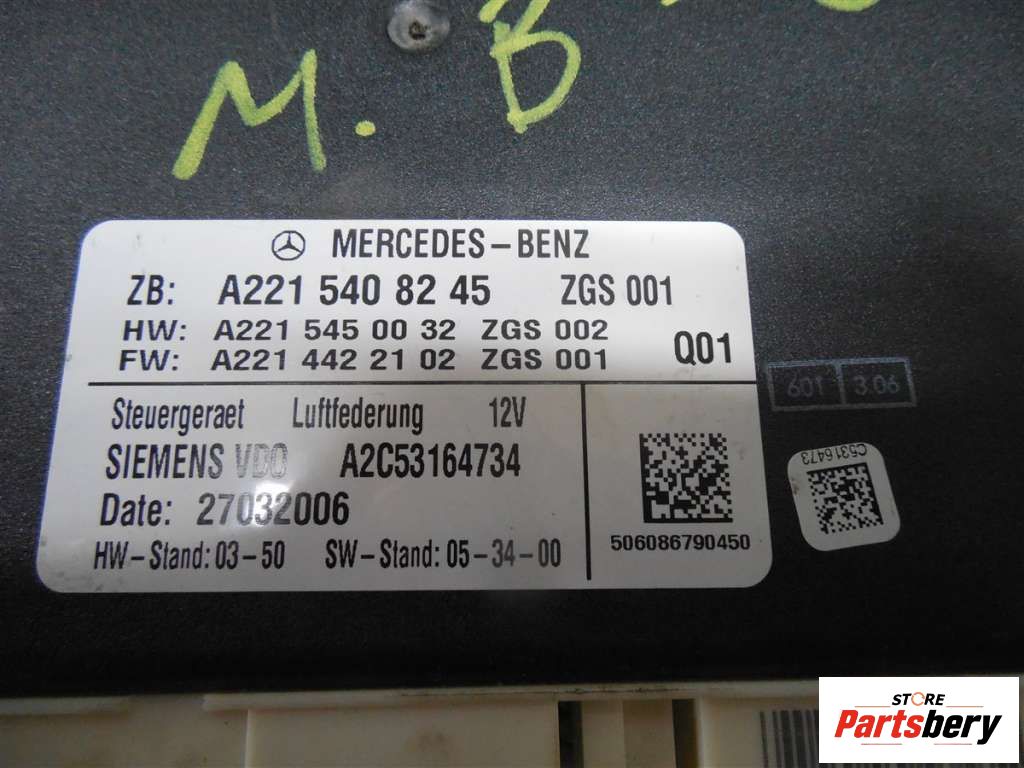 M. B
MERCEDES-BENZ
ZB: A221 540 82 45 ZGS 001
HW: A221 545 00 32 ZGS 002
FW: A221 442 21 02 ZGS 001
Q01
601 3.06
Steuergeraet Luftfederung 12V
SIEMENS VDO A2C53164734
Date: 27032006
HW-Stand: 03-50 SW-Stand: 05-34-00
506086790450
C5316473
STORE
Partsbery